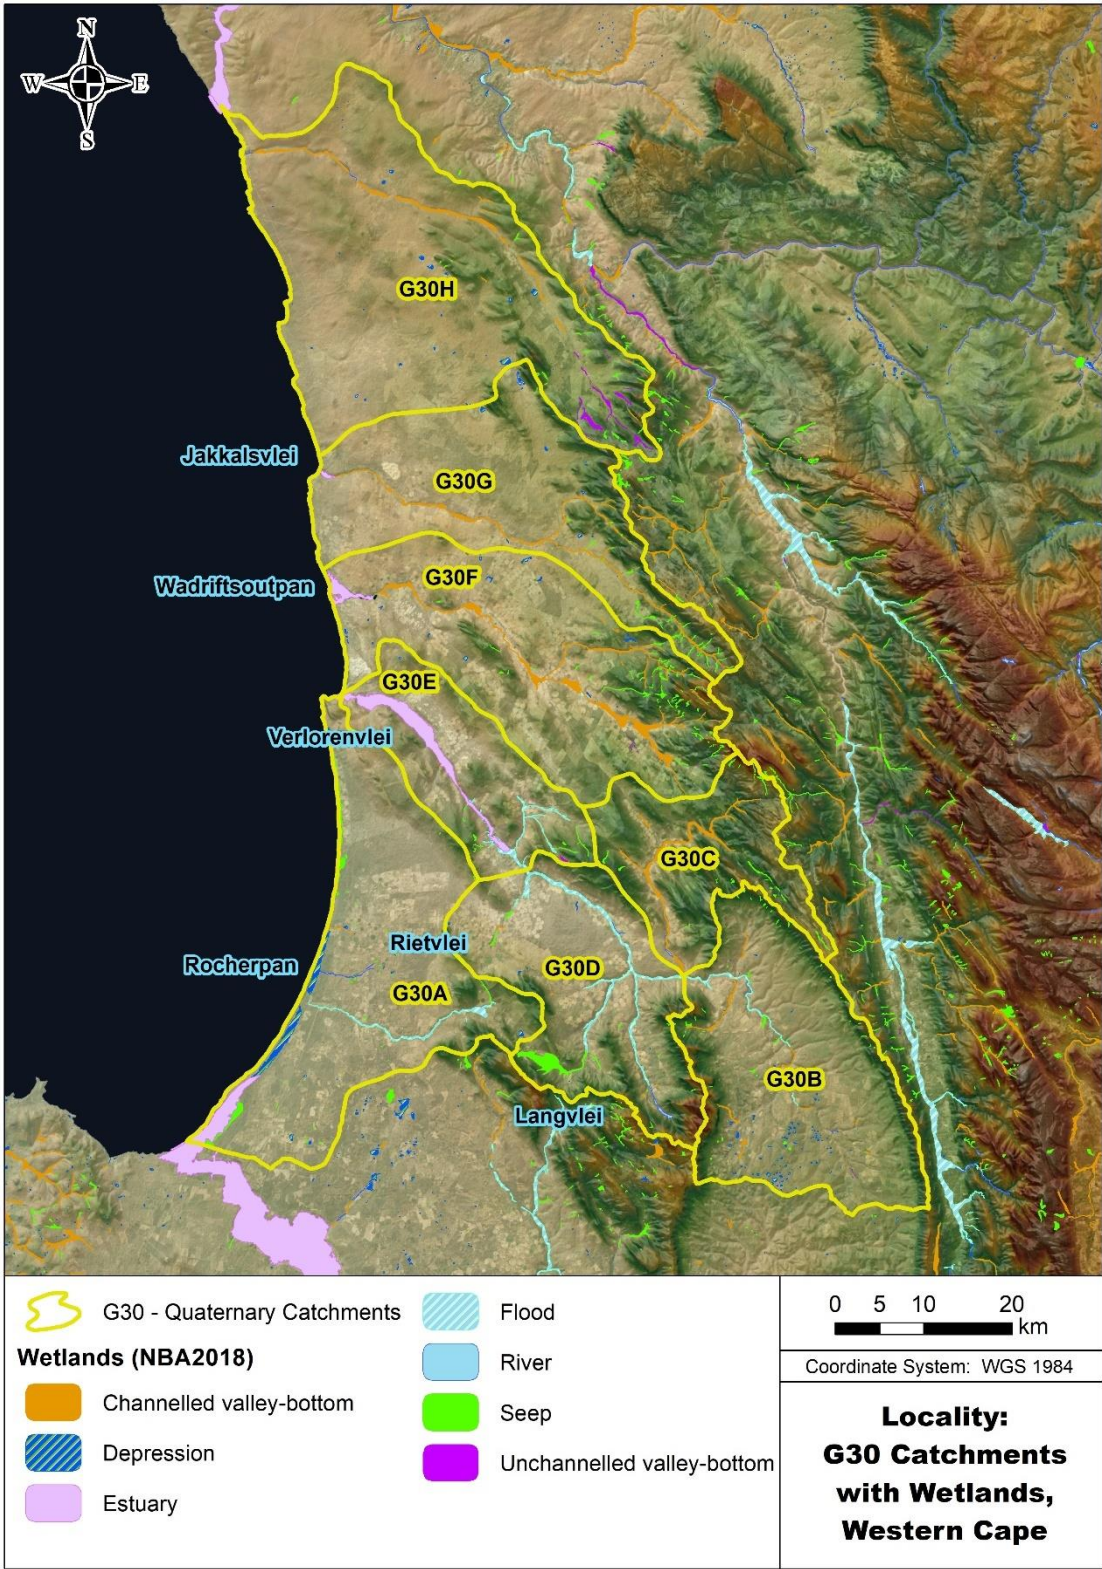 N
W
E
S
G30H
Jakkalsvlei
G30G
Wadriftsoutpan
G30F
G30E
Verlorenvlei
G30C
Rietvlei
Rocherpan
G30D
G30A
G30B
Langvlei
G30 - Quaternary Catchments
Wetlands (NBA2018)
Channelled valley-bottom
Depression
Estuary
Flood
River
Seep
Unchannelled valley-bottom
0 5 10 20
km
Coordinate System: WGS 1984
Locality:
G30 Catchments
with Wetlands,
Western Cape